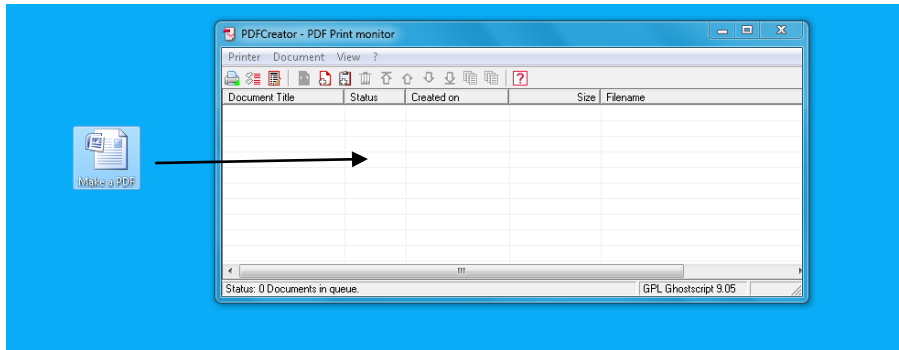 PDFCreator - PDF Print monitor
Printer Document View ?
Document Title Status Created on Size Filename
Make a PDF
Status: 0 Documents in queue. GPL Ghostscript 9.05